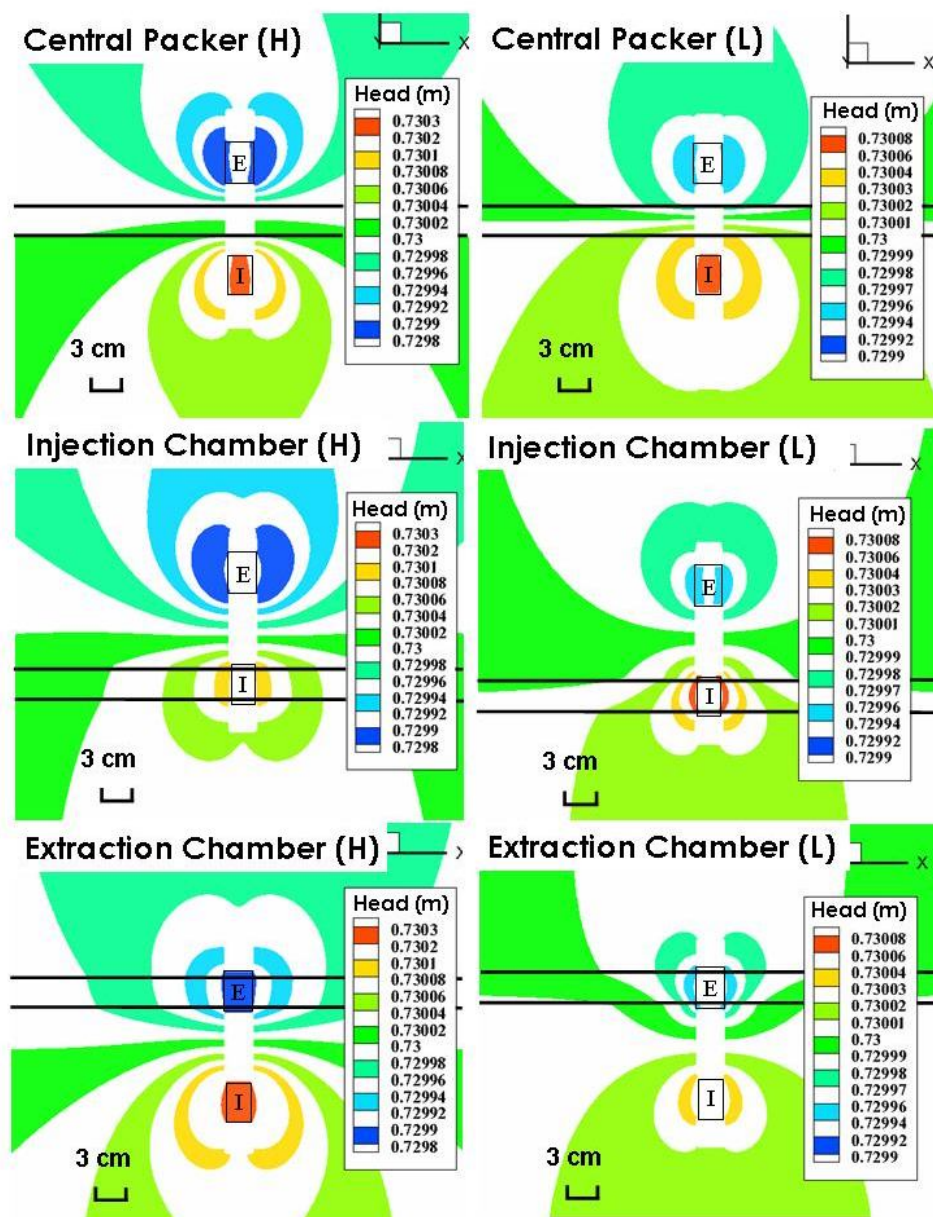 Central Packer (H)
X
Head (m)
0.7303
0.7302
0.7301
0.73008
0.73006
0.73004
0.73002
0.73
0.72998
0.72996
0.72994
0.72992
0.7299
0.7298
E
I
3 cm
Central Packer (L)
X
Head (m)
0.73008
0.73006
0.73004
0.73003
0.73002
0.73001
0.73
0.72999
0.72998
0.72997
0.72996
0.72994
0.72992
0.7299
E
I
3 cm
Injection Chamber (H)
X
Head (m)
0.7303
0.7302
0.7301
0.73008
0.73006
0.73004
0.73002
0.73
0.72998
0.72996
0.72994
0.72992
0.7299
0.7298
E
I
3 cm
Injection Chamber (L)
X
Head (m)
0.73008
0.73006
0.73004
0.73003
0.73002
0.73001
0.73
0.72999
0.72998
0.72997
0.72996
0.72994
0.72992
0.7299
E
I
3 cm
Extraction Chamber (H)
Head (m)
0.7303
0.7302
0.7301
0.73008
0.73006
0.73004
0.73002
0.73
0.72998
0.72996
0.72994
0.72992
0.7299
0.7298
E
I
3 cm
Extraction Chamber (L)
X
Head (m)
0.73008
0.73006
0.73004
0.73003
0.73002
0.73001
0.73
0.72999
0.72998
0.72997
0.72996
0.72994
0.72992
0.7299
E
I
3 cm